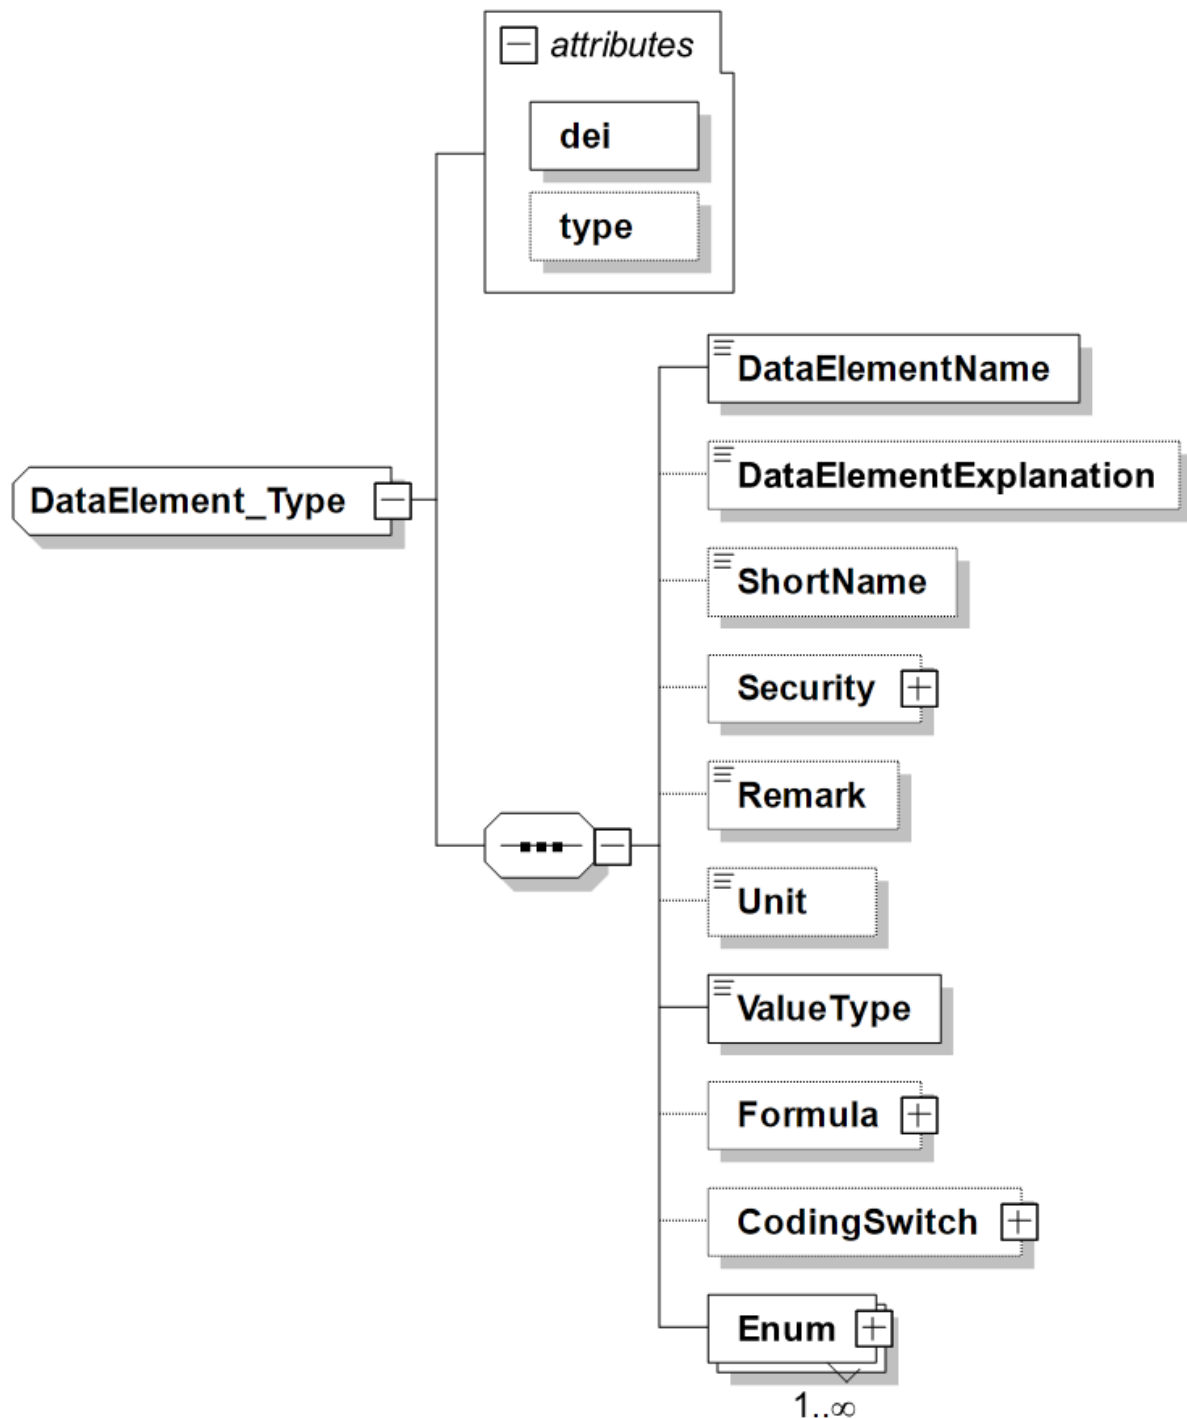 attributes
dei
type
DataElement_Type
DataElementName
DataElementExplanation
ShortName
Security
Remark
Unit
ValueType
Formula
CodingSwitch
Enum
1..∞